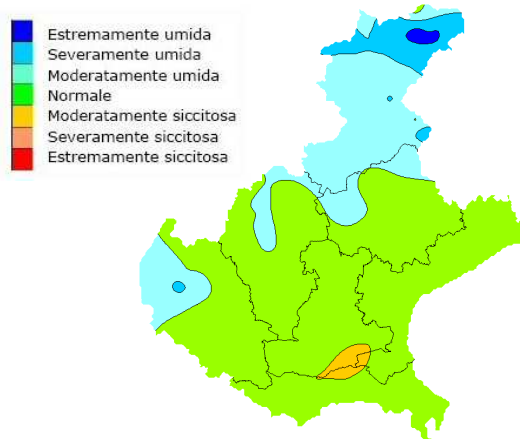 Estremamente umida
Severamente umida
Moderatamente umida
Normale
Moderatamente siccitosa
Severamente siccitosa
Estremamente siccitosa